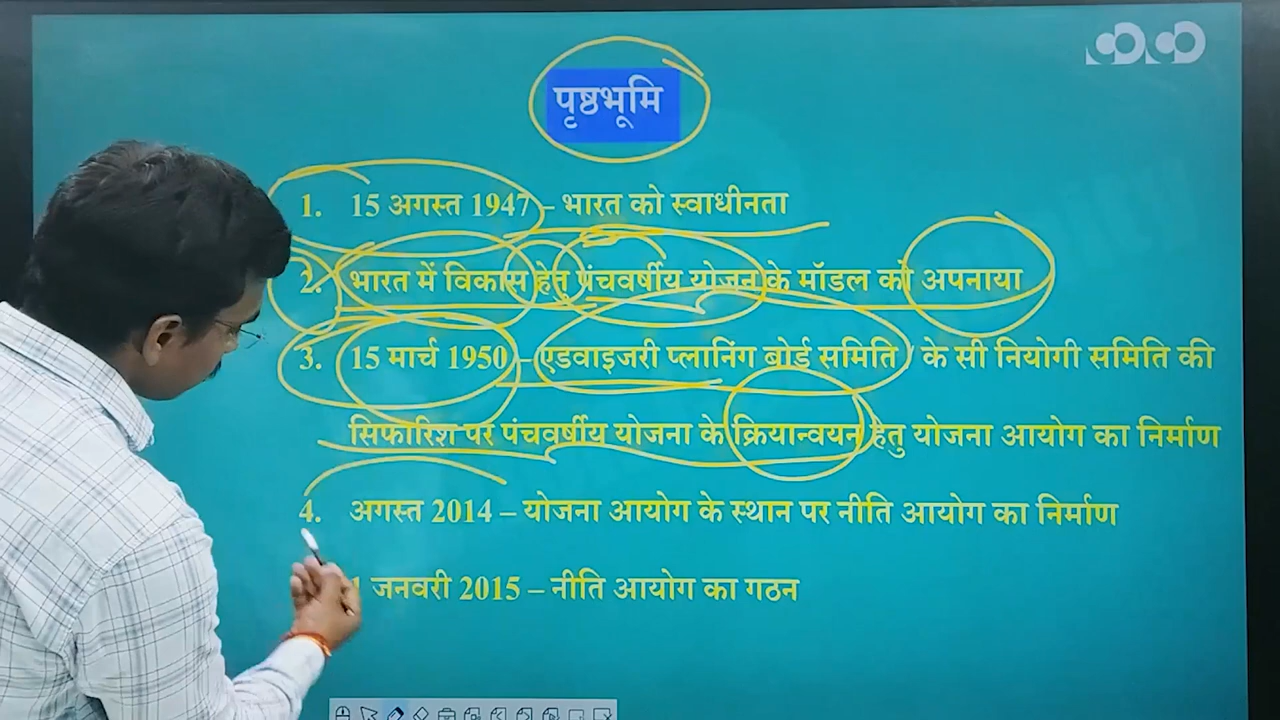 पृष्ठभूमि
1. 15 अगस्त 1947 – भारत को स्वाधीनता
2. भारत में विकास हेतु पंचवर्षीय योजन के मॉडल को अपनाया
3. 15 मार्च 1950 – एडवाइजरी प्लानिंग बोर्ड समिति / के सी नियोगी समिति की
सिफारिश पर पंचवर्षीय योजना के क्रियान्वयन हेतु योजना आयोग का निर्माण
4. अगस्त 2014 – योजना आयोग के स्थान पर नीति आयोग का निर्माण
1 जनवरी 2015 – नीति आयोग का गठन